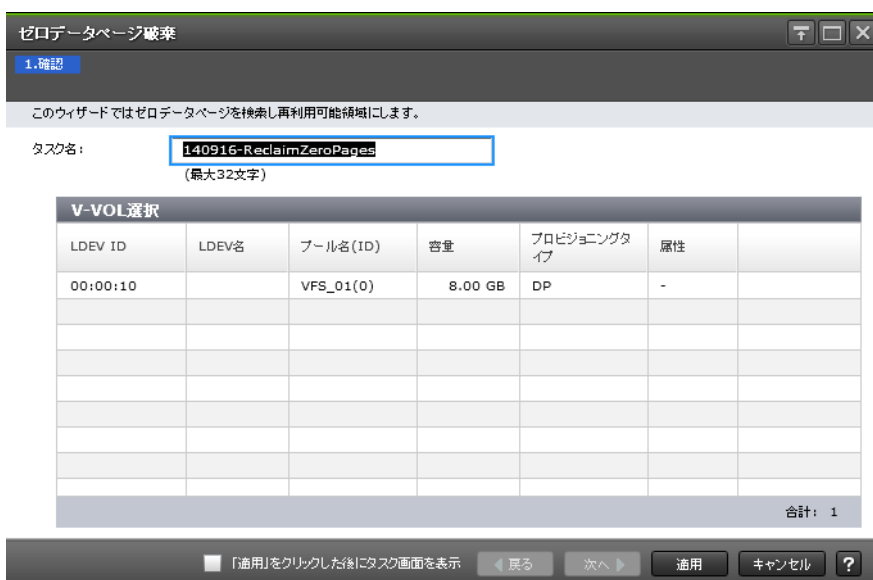 ゼロデータページ破棄
1.確認
このウィザードではゼロデータページを検索し再利用可能領域にします。
タスク名: 140916-ReclaimZeroPages
(最大32文字)
V-VOL選択
LDEV ID LDEV名 プール名(ID) 容量 プロビジョニングタイプ 属性
00:00:10 VFS_01(0) 8.00 GB DP -
合計: 1
「適用」をクリックした後にタスク画面を表示 戻る 次へ 適用 キャンセル ?